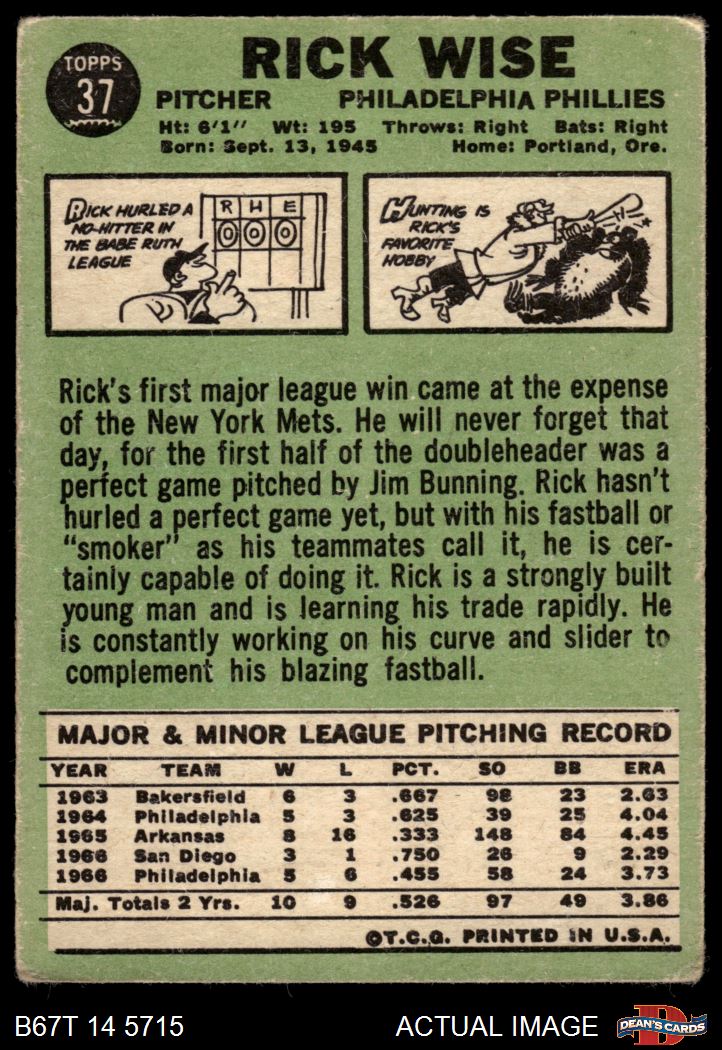 TOPPS
37
RICK WISE
PITCHER PHILADELPHIA PHILLIES
Ht: 6'1" Wt: 195 Throws: Right Bats: Right
Born: Sept. 13, 1945 Home: Portland, Ore.
RICK HURLED A
NO-HITTER IN
THE BABE RUTH
LEAGUE
R H E
0 0 0
HUNTING IS
RICK'S
FAVORITE
HOBBY
Rick's first major league win came at the expense
of the New York Mets. He will never forget that
day, for the first half of the doubleheader was a
perfect game pitched by Jim Bunning. Rick hasn't
hurled a perfect game yet, but with his fastball or
"smoker" as his teammates call it, he is cer-
tainly capable of doing it. Rick is a strongly built
young man and is learning his trade rapidly. He
is constantly working on his curve and slider to
complement his blazing fastball.
MAJOR & MINOR LEAGUE PITCHING RECORD
YEAR TEAM W L PCT. SO BB ERA
1963 Bakersfield 6 3 .667 98 23 2.63
1964 Philadelphia 5 3 .625 39 25 4.04
1965 Arkansas 8 16 .333 148 84 4.45
1966 San Diego 3 1 .750 26 9 2.29
1966 Philadelphia 5 6 .455 58 24 3.73
Maj. Totals 2 Yrs. 10 9 .526 97 49 3.86
©T.C.G. PRINTED IN U.S.A.
B67T 14 5715 ACTUAL IMAGE
DEAN'S CARDS